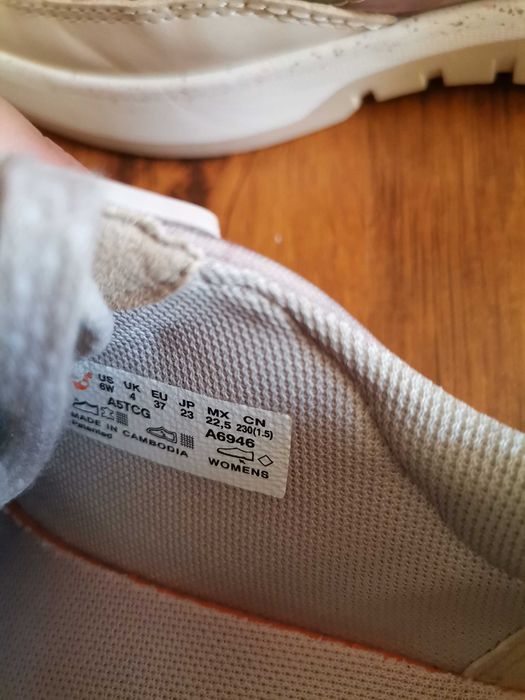 US UK EU JP MX CN
6W 4 37 23 22,5 230(1.5)
A5TCG A6946
MADE IN CAMBODIA
Patented WOMENS